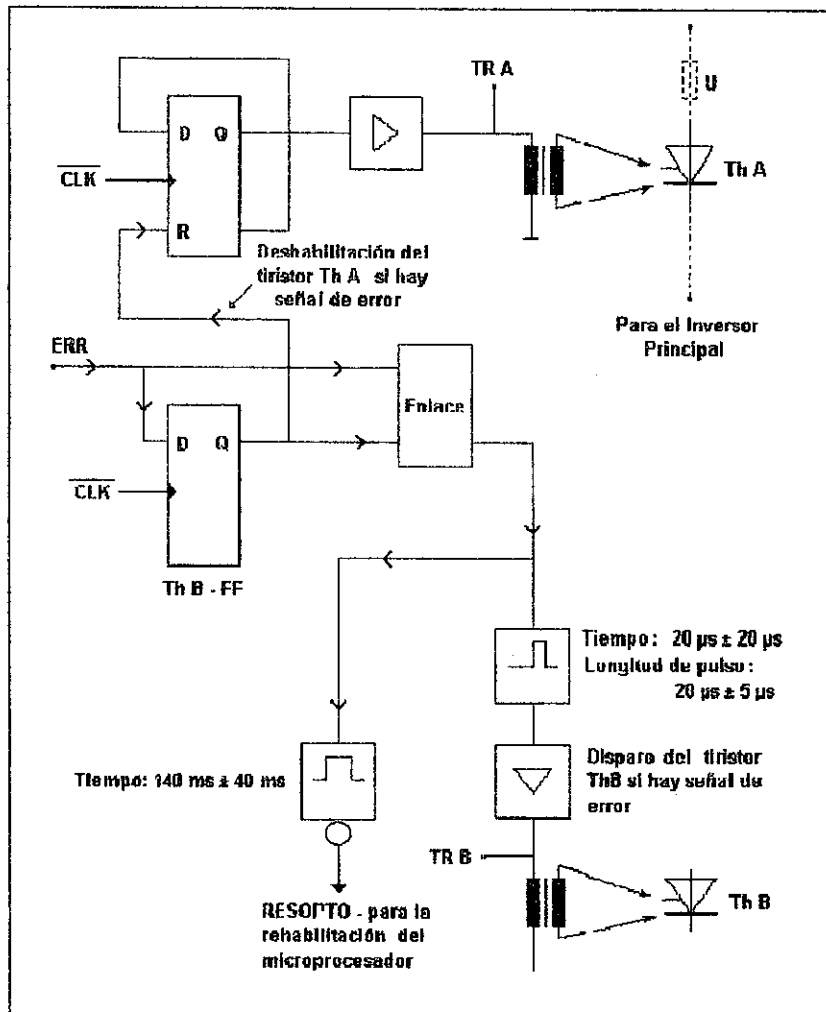 TR A
U
D Q
Th A
CLK
R
Deshabilitación del
tiristor Th A si hay
señal de error
Para el Inversor
Principal
ERR
Enlace
D Q
CLK
Th B - FF
Tiempo: 20 µs ± 20 µs
Longitud de pulso:
20 µs ± 5 µs
Tiempo: 140 ms ± 40 ms
Disparo del tiristor
ThB si hay señal de
error
TR B
Th B
RESOPTO - para la
rehabilitación del
microprocesador